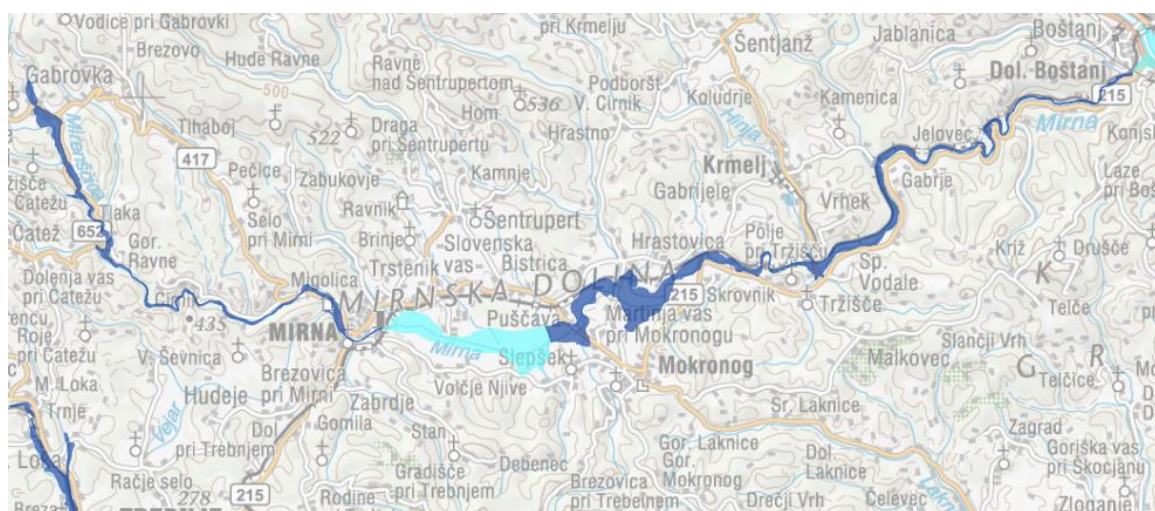 Vodice pri Gabrovki
Brezovo
Hude Ravne
Gabrovka
Tihaboj
417
Pečice
Selo
pri Mirni
500
522
Ravne
nad Sentrupertom
Hom
536
Draga
pri Sentrupertu
Zabukovje
Kamnje
Ravnik
Šentrupert
Brinje
Slovenska
Bistrica
Trstenik
vas
pri Krmelju
Podboršt
V. Cirnik
Hrastno
Koludrje
Šentjanž
Hinja
Krmelj
Gabrijele
Hrastovica
Polje
pri Tržišču
Jablanica
Kamenica
Vrhek
Boštanj
Dol. Boštanj
215
Mirna
Jelovec
Gabrje
Konjsk
Laze
pri Boš
Križ
Drušče
Telče
Sp.
Vodale
Tržišče
Skrovnik
215
Martinja vas
pri Mokronogu
MIRNSKA DOLINA
Puščava
Slepšek
Mokronog
Mirna
Volčje Njive
Mirenščica
Tlaka
652
Gor.
Ravne
Čatež
Čatežu
Dolenja vas
pri Čatežu
Migolica
MIRNA
435
Roje
pri Čatežu
V. Ševnica
M. Loka
Trnje
Hudeje
Vejar
Brezovica
pri Mirni
Zabrdje
Gomila
Stan
Dol
pri Trebnjem
Račje selo
278
215
Gradišče
pri Trebnjem
Rodine
Debenec
Brezovica
pri Trebelnem
Gor. Laknice
Gor.
Mokronog
Drečji Vrh
Sr. Laknice
Dol.
Laknice
Čelevec
Malkovec
Slančji Vrh
Telčice
K
G R
Zagrad
Goriška vas
pri Škocjanu
Zloganje